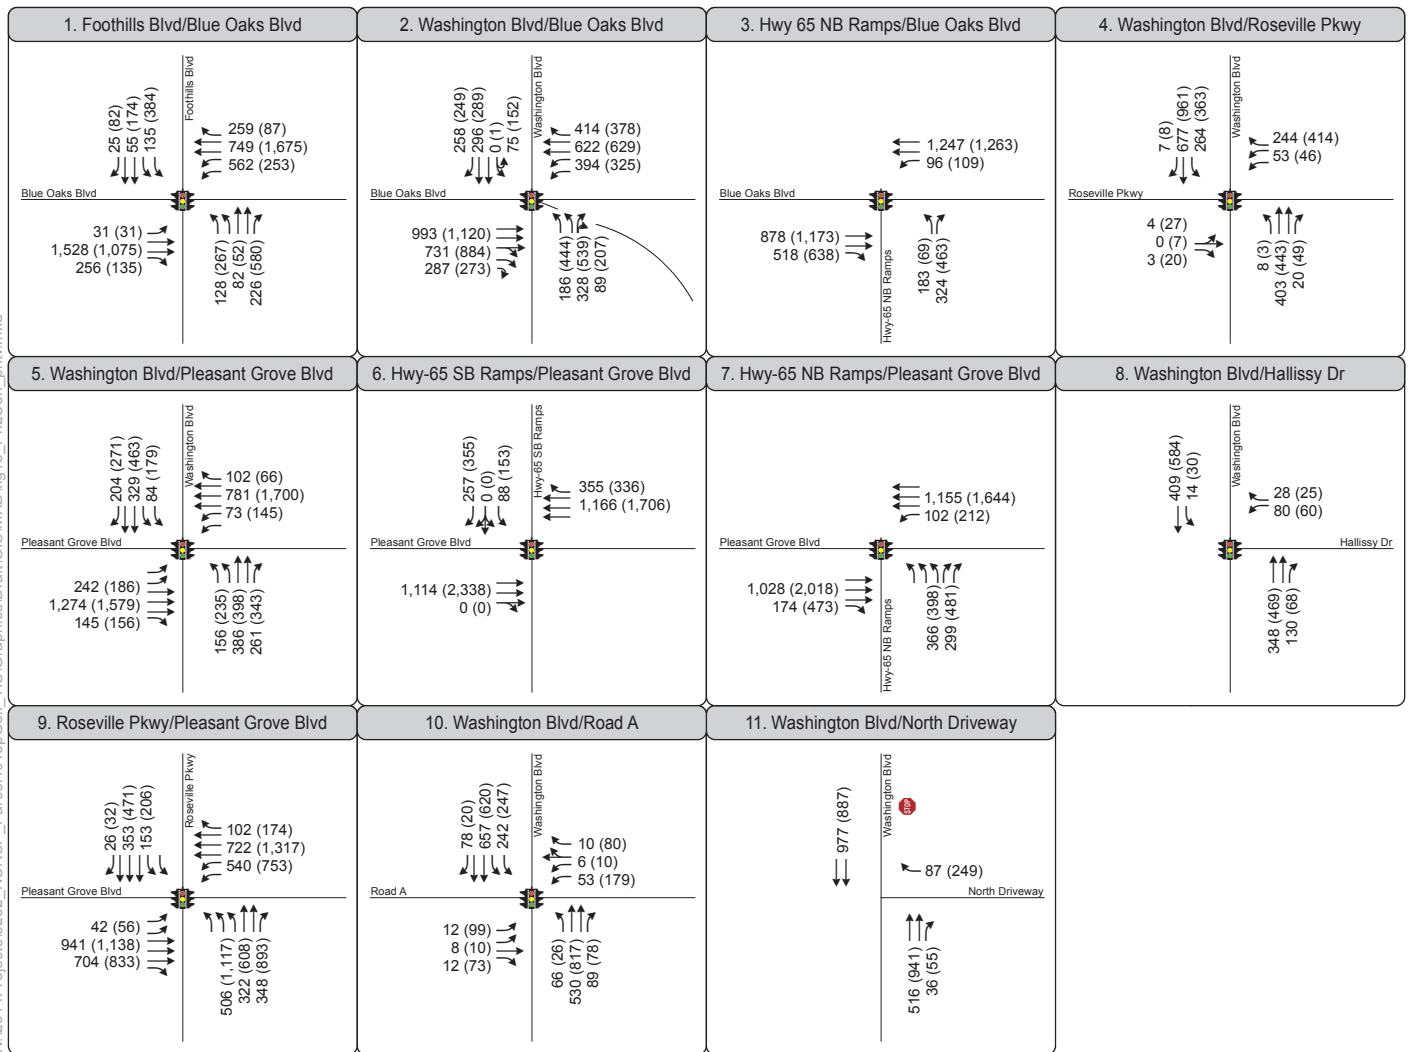 1. Foothills Blvd/Blue Oaks Blvd
Foothills Blvd
25 (82)
55 (174)
135 (384)
259 (87)
749 (1,675)
562 (253)
Blue Oaks Blvd
31 (31)
1,528 (1,075)
256 (135)
128 (267)
82 (52)
226 (580)
2. Washington Blvd/Blue Oaks Blvd
Washington Blvd
258 (249)
296 (289)
0 (1)
75 (152)
414 (378)
622 (629)
394 (325)
Blue Oaks Blvd
993 (1,120)
731 (884)
287 (273)
186 (444)
328 (539)
89 (207)
3. Hwy 65 NB Ramps/Blue Oaks Blvd
1,247 (1,263)
96 (109)
Blue Oaks Blvd
878 (1,173)
518 (638)
Hwy-65 NB Ramps
183 (69)
324 (463)
4. Washington Blvd/Roseville Pkwy
Washington Blvd
7 (8)
677 (961)
264 (363)
244 (414)
53 (46)
Roseville Pkwy
4 (27)
0 (7)
3 (20)
8 (3)
403 (443)
20 (49)
5. Washington Blvd/Pleasant Grove Blvd
Washington Blvd
204 (271)
329 (463)
84 (179)
102 (66)
781 (1,700)
73 (145)
Pleasant Grove Blvd
242 (186)
1,274 (1,579)
145 (156)
156 (235)
386 (398)
261 (343)
6. Hwy-65 SB Ramps/Pleasant Grove Blvd
Hwy-65 SB Ramps
257 (355)
0 (0)
88 (153)
355 (336)
1,166 (1,706)
Pleasant Grove Blvd
1,114 (2,338)
0 (0)
7. Hwy-65 NB Ramps/Pleasant Grove Blvd
1,155 (1,644)
102 (212)
Pleasant Grove Blvd
1,028 (2,018)
174 (473)
Hwy-65 NB Ramps
366 (398)
299 (481)
8. Washington Blvd/Hallissy Dr
Washington Blvd
409 (584)
14 (30)
28 (25)
80 (60)
Hallissy Dr
348 (469)
130 (68)
9. Roseville Pkwy/Pleasant Grove Blvd
Roseville Pkwy
26 (32)
353 (471)
153 (206)
102 (174)
722 (1,317)
540 (753)
Pleasant Grove Blvd
42 (56)
941 (1,138)
704 (833)
506 (1,117)
322 (608)
348 (893)
10. Washington Blvd/Road A
Washington Blvd
78 (20)
657 (620)
242 (247)
10 (80)
6 (10)
53 (179)
Road A
12 (99)
8 (10)
12 (73)
66 (26)
530 (817)
89 (78)
11. Washington Blvd/North Driveway
Washington Blvd
STOP
977 (887)
87 (249)
North Driveway
516 (941)
36 (55)